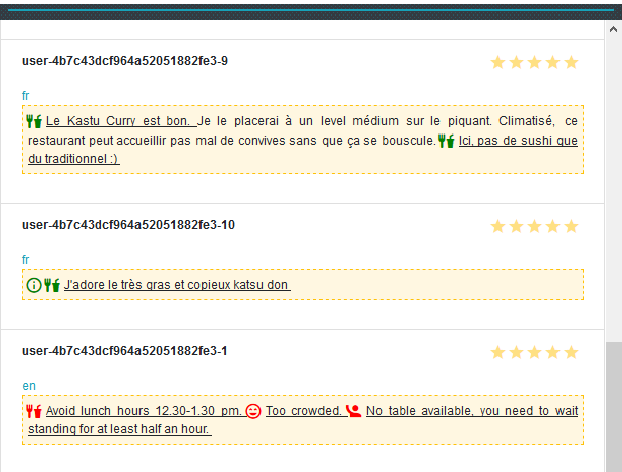 user-4b7c43dcf964a52051882fe3-9
fr
Le Kastu Curry est bon. Je le placerai à un level médium sur le piquant. Climatisé, ce
restaurant peut accueillir pas mal de convives sans que ça se bouscule. Ici, pas de sushi que
du traditionnel :)
user-4b7c43dcf964a52051882fe3-10
fr
J'adore le très gras et copieux katsu don
user-4b7c43dcf964a52051882fe3-1
en
Avoid lunch hours 12.30-1.30 pm. Too crowded. No table available, you need to wait
standing for at least half an hour.